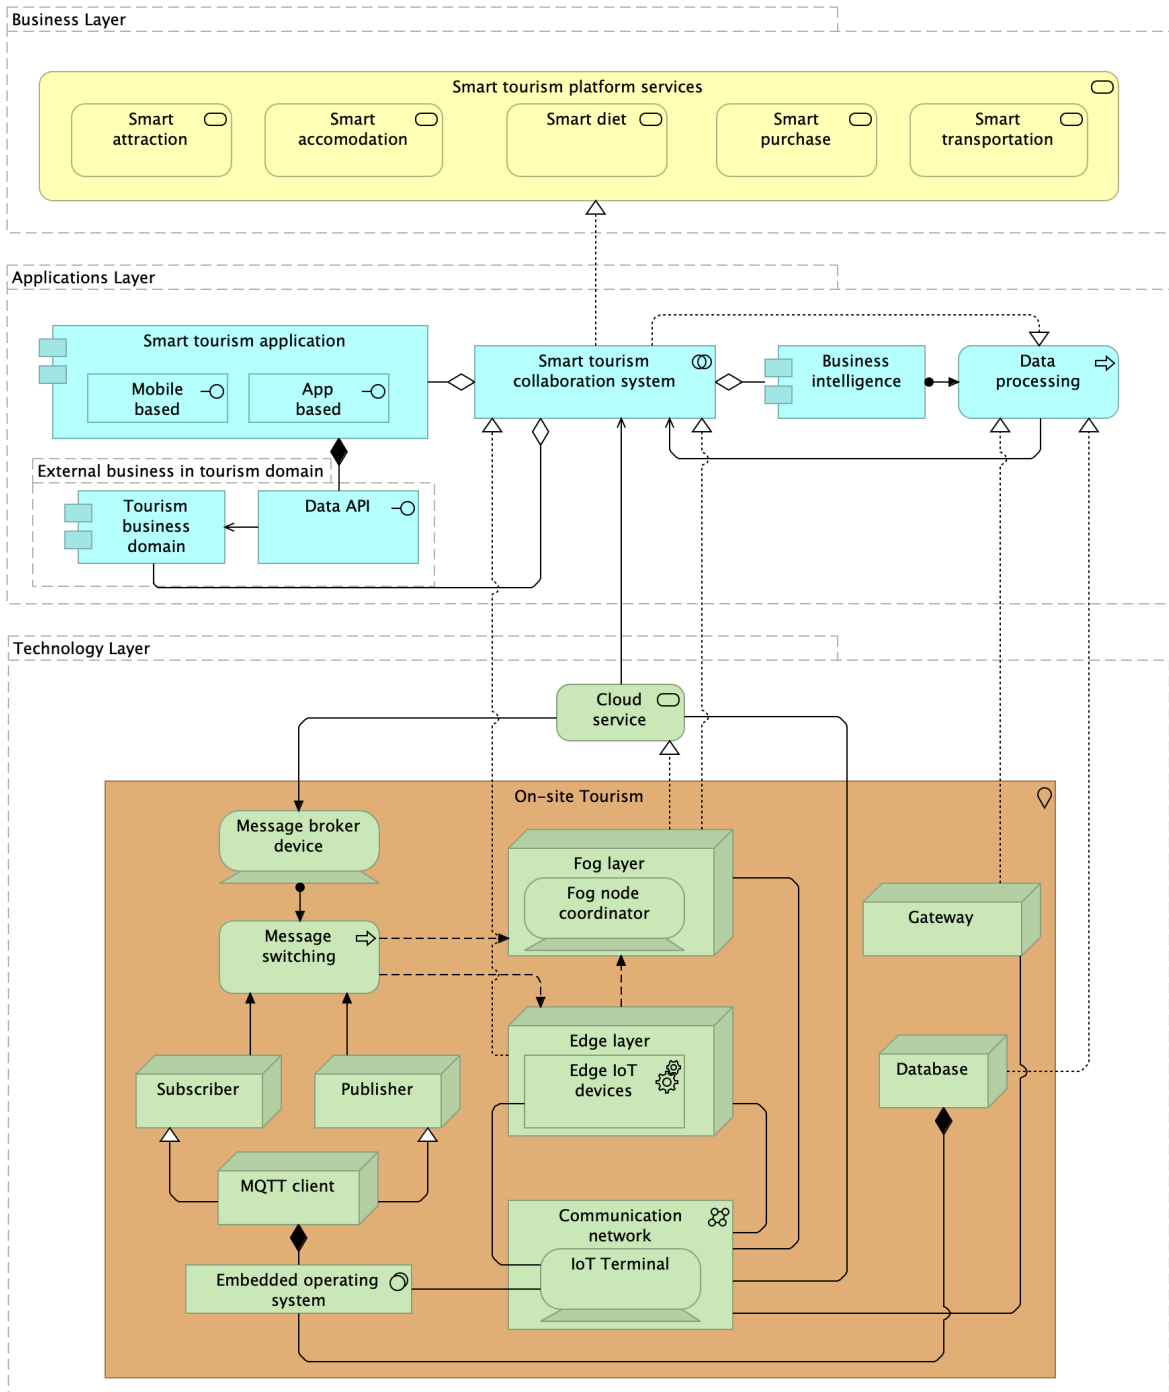 Business Layer
Smart tourism platform services
Smart
attraction
Smart
accomodation
Smart diet
Smart
purchase
Smart
transportation
Applications Layer
Smart tourism application
Mobile
based
App
based
Smart tourism
collaboration system
Business
intelligence
Data
processing
External business in tourism domain
Tourism
business
domain
Data API
Technology Layer
Cloud
service
On-site Tourism
Message broker
device
Fog layer
Fog node
coordinator
Gateway
Message
switching
Edge layer
Edge IoT
devices
Database
Subscriber
Publisher
MQTT client
Communication
network
IoT Terminal
Embedded operating
system